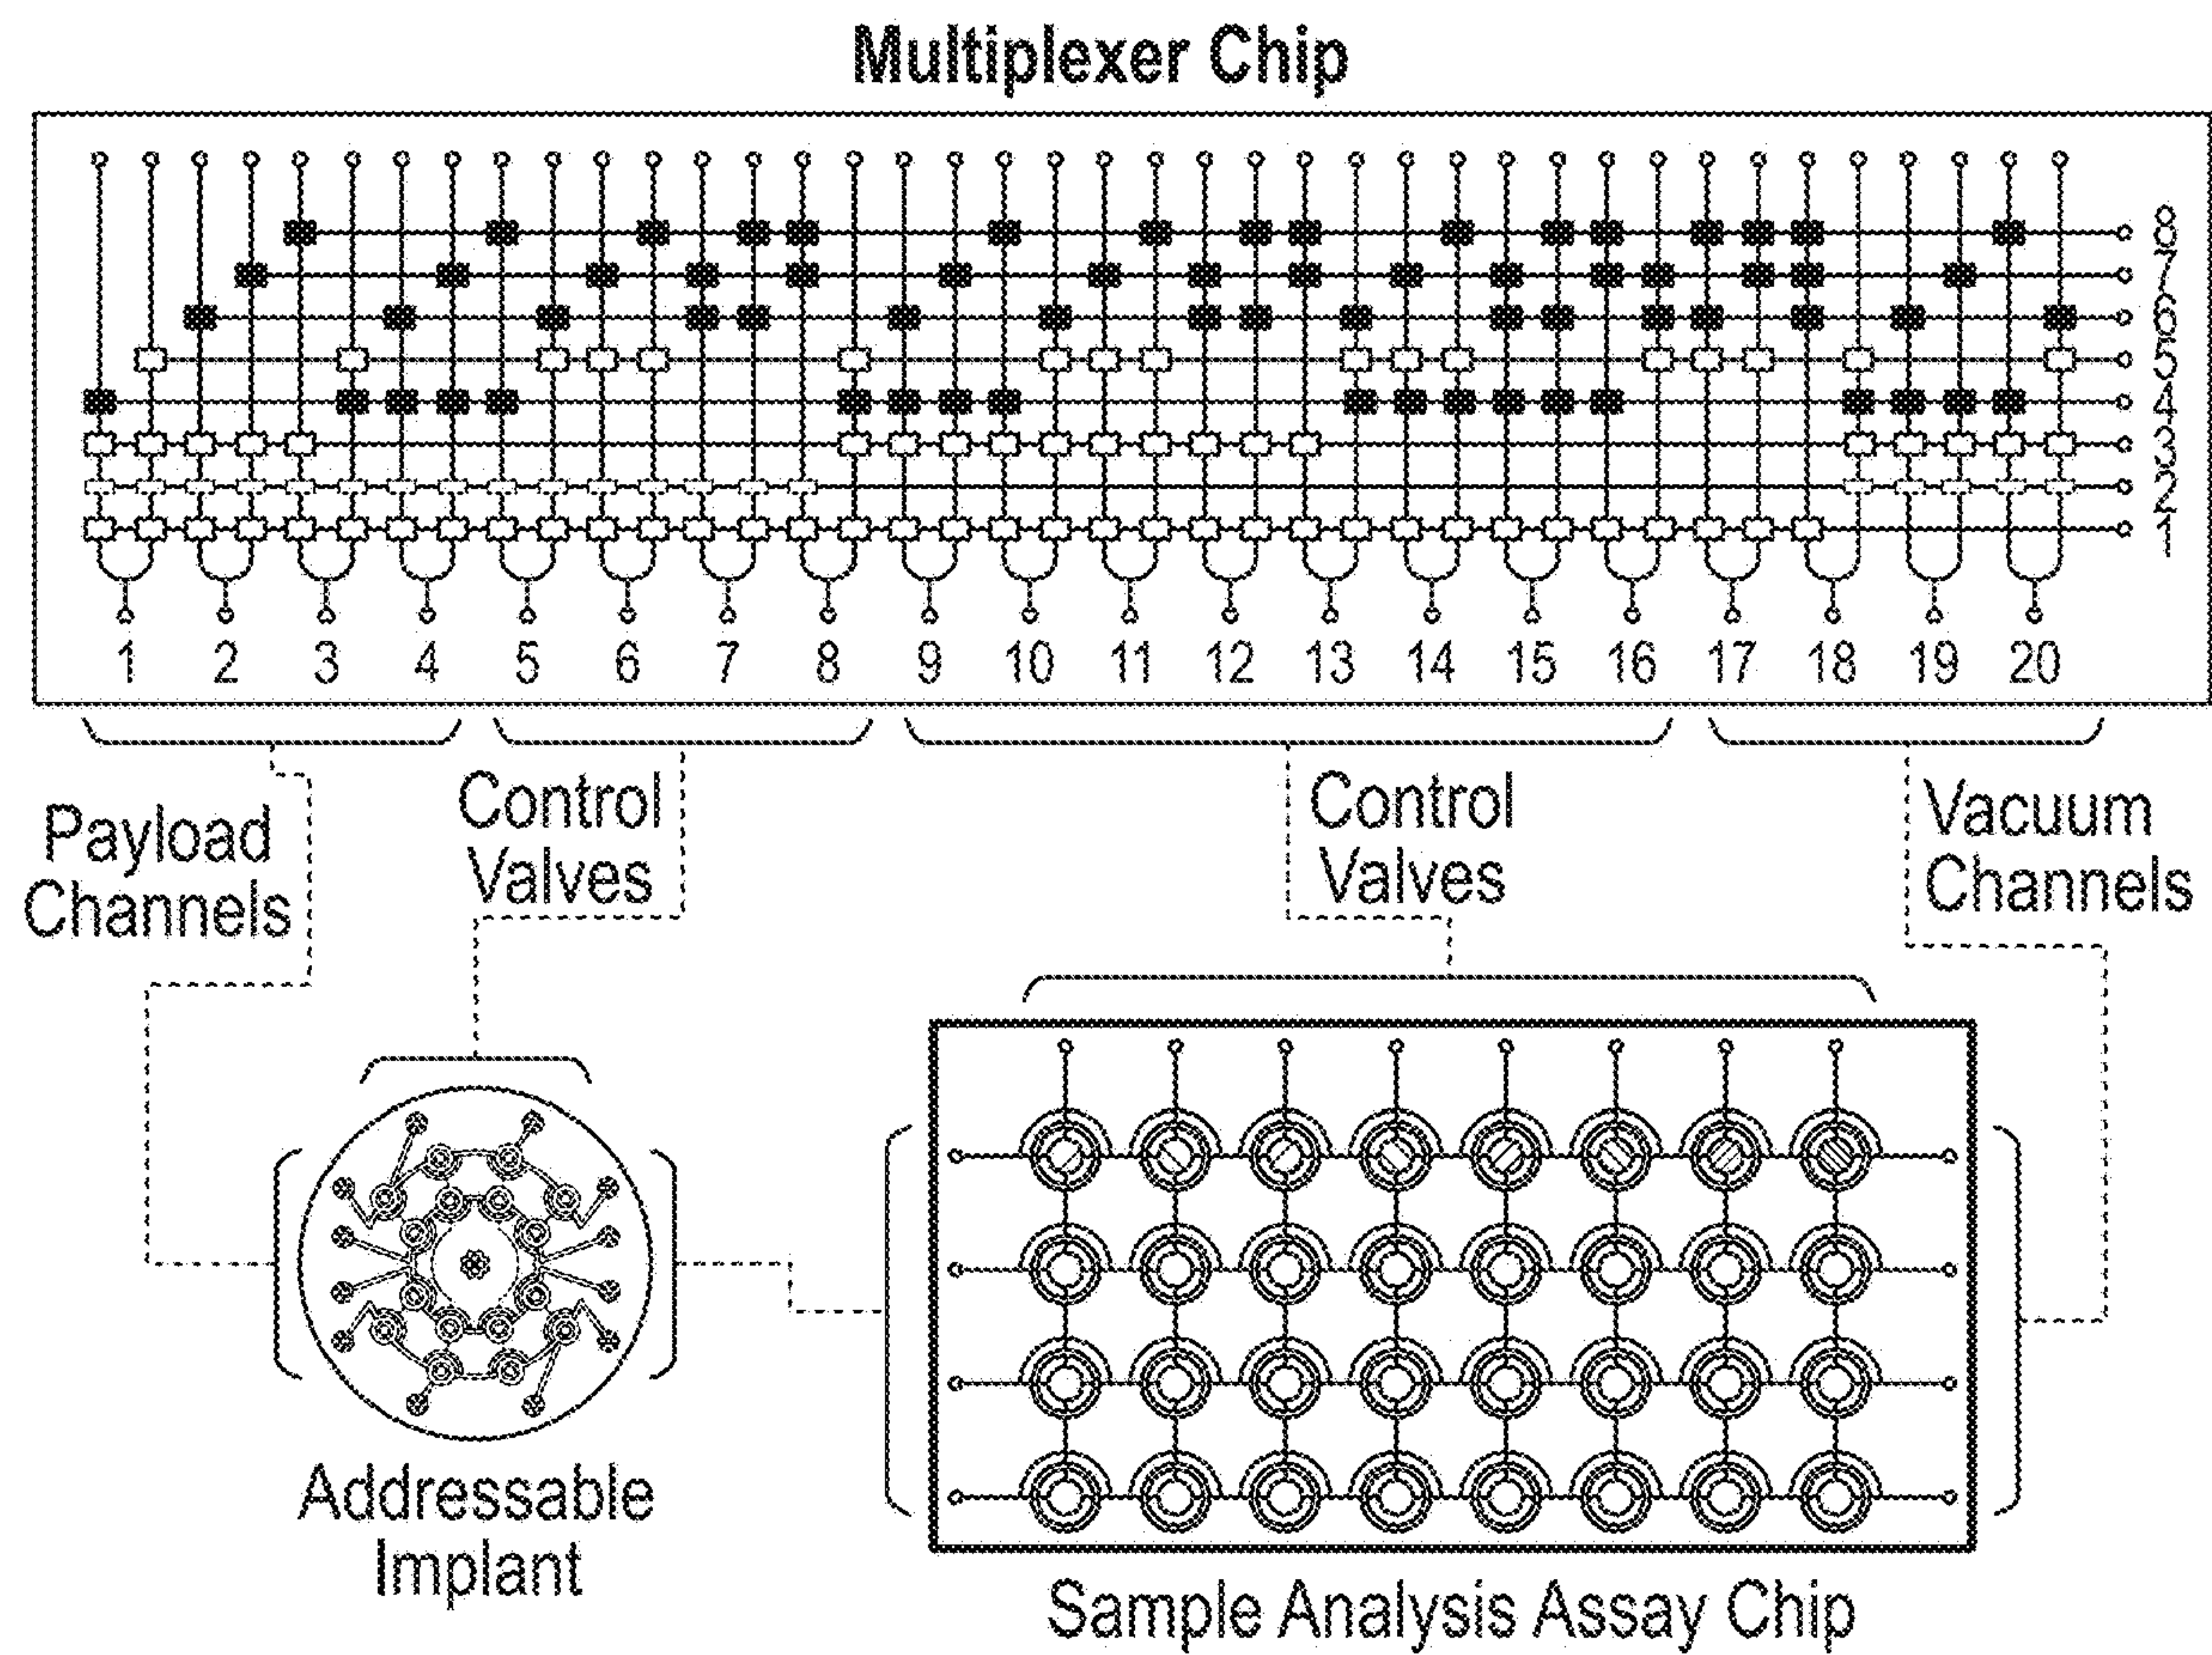 Multiplexer Chip
8
7
6
5
4
3
2
1
1 2 3 4 5 6 7 8 9 10 11 12 13 14 15 16 17 18 19 20
Payload
Channels
Control
Valves
Control
Valves
Vacuum
Channels
Addressable
Implant
Sample Analysis Assay Chip